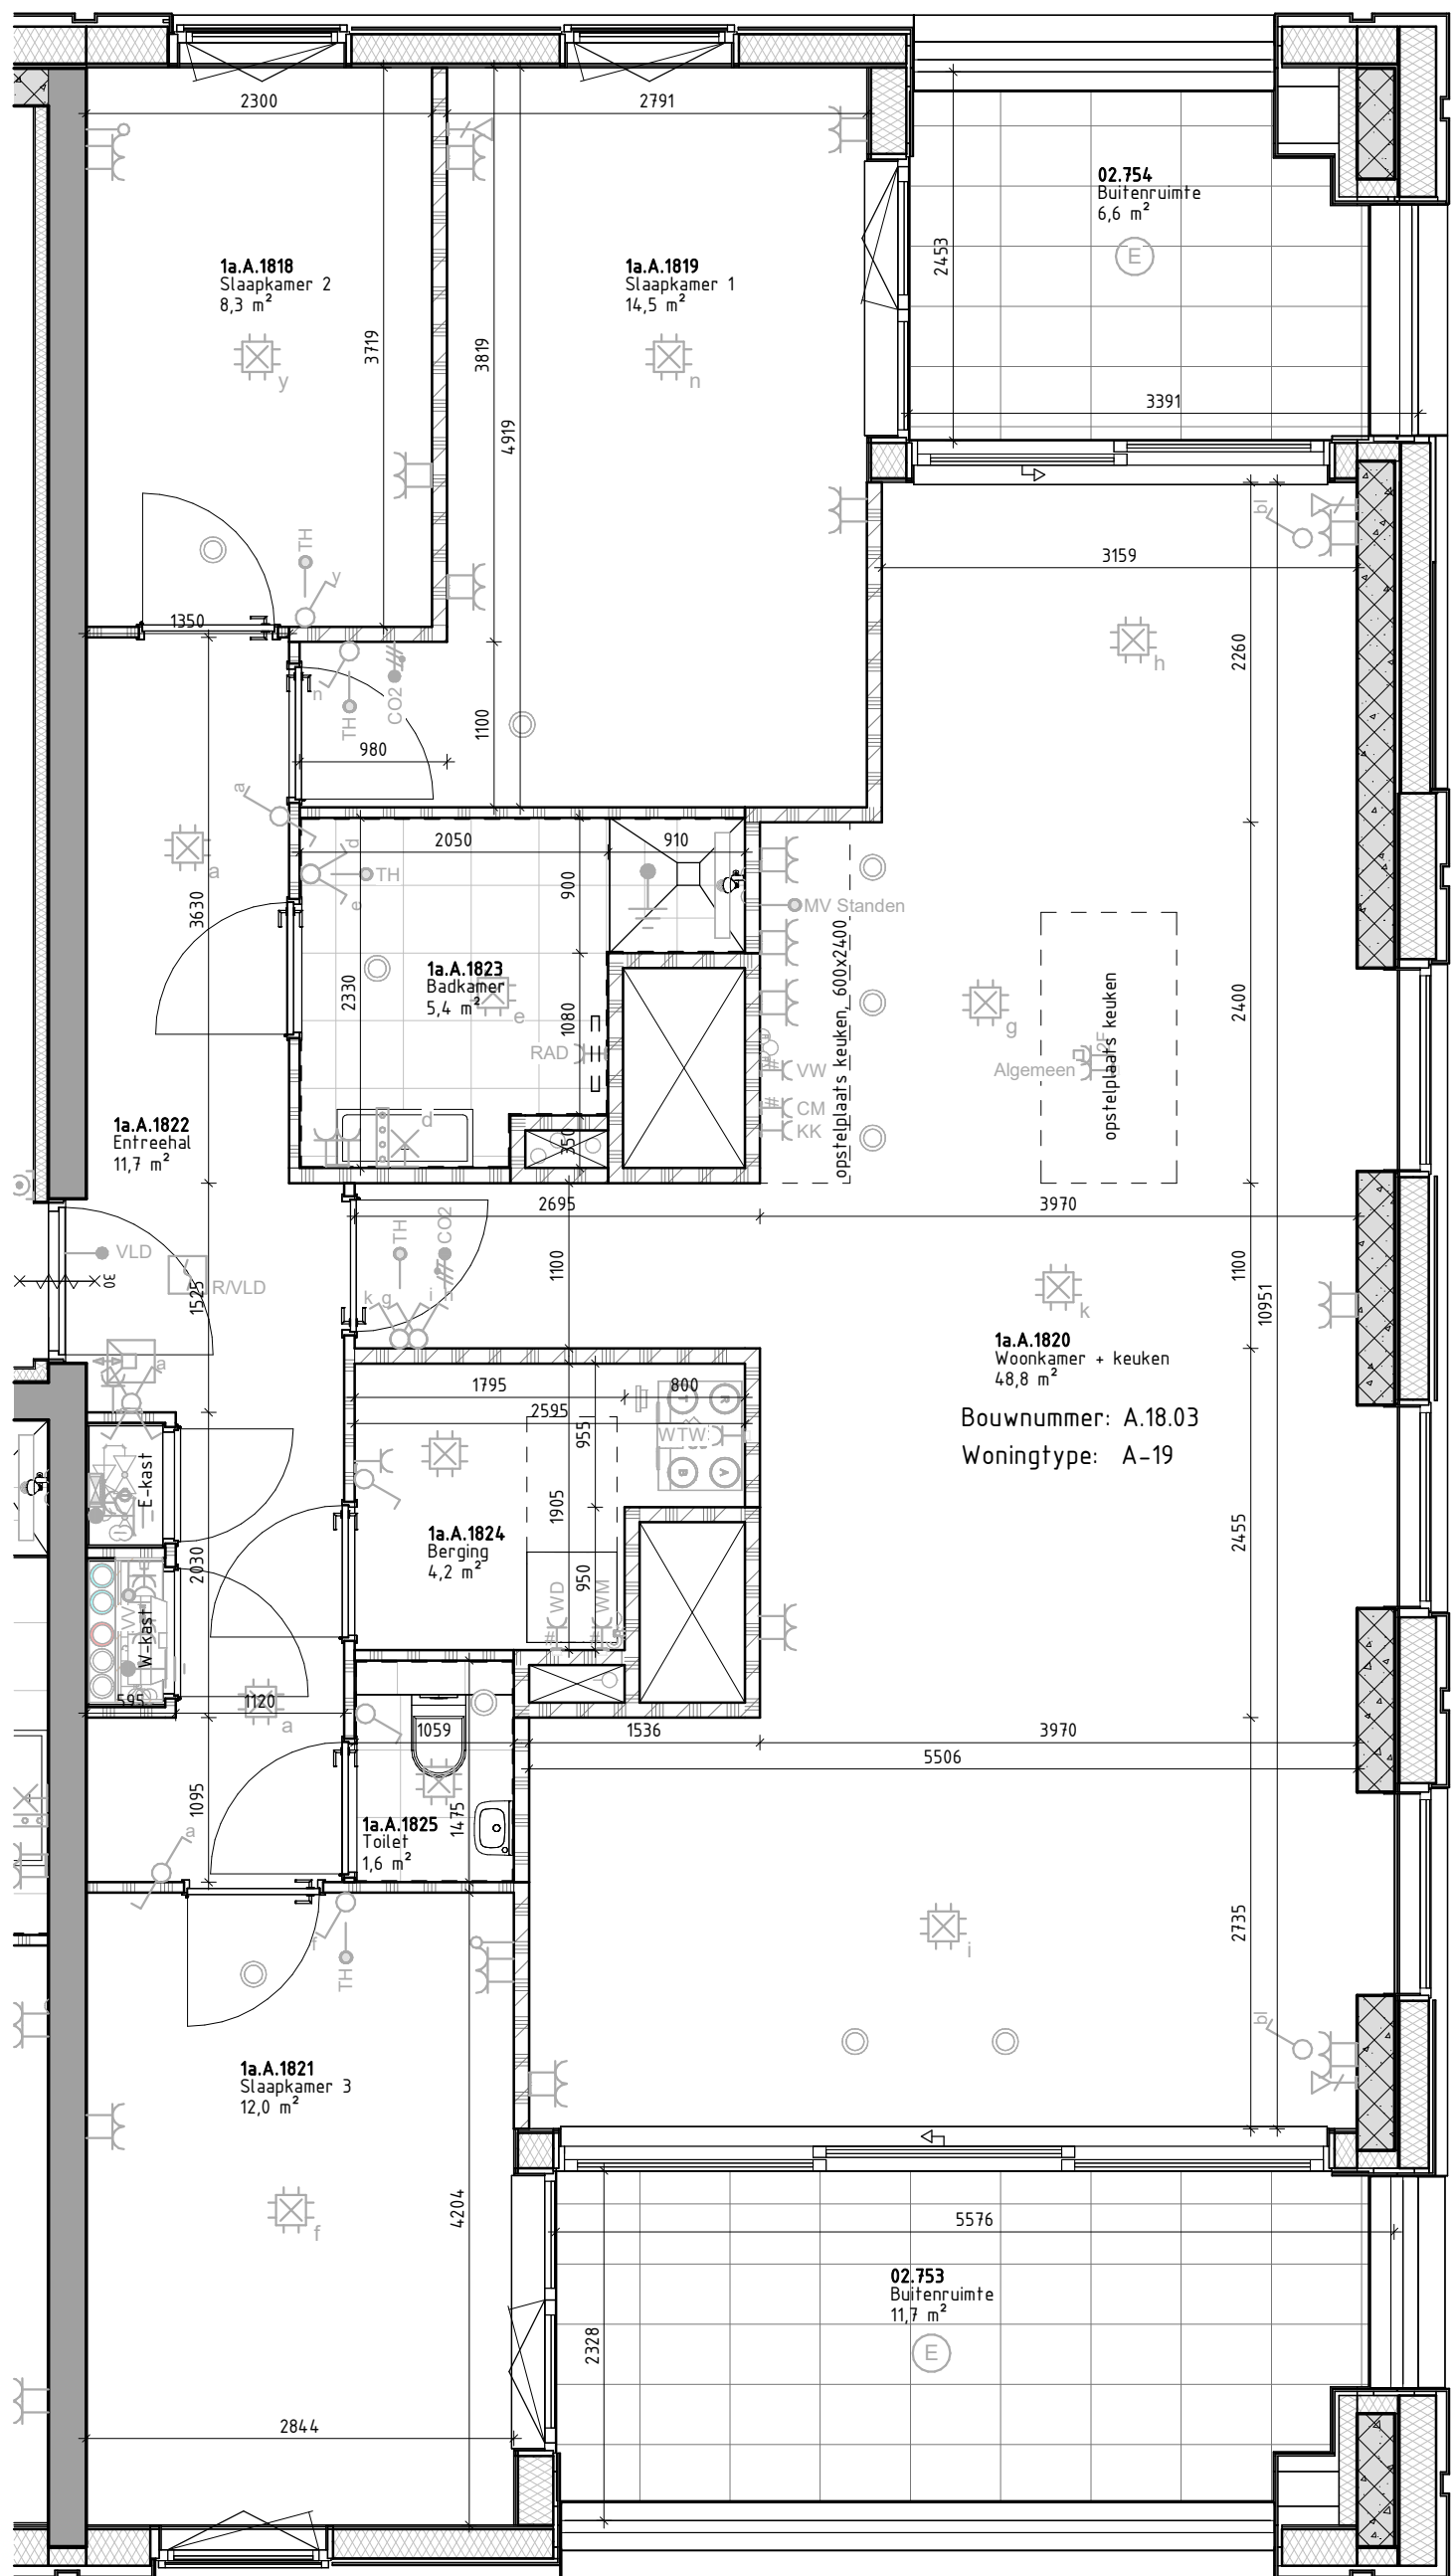 2300
2791
02.754
Buitenruimte
6,6 m²
E
2453
3391
1a.A.1818
Slaapkamer 2
8,3 m²
y
3719
1a.A.1819
Slaapkamer 1
14,5 m²
n
3819
4919
TH
y
1350
bl
3159
h
2260
n
TH
CO2
1100
980
a
a
3630
2050
910
d
TH
e
900
MV Standen
1a.A.1823
Badkamer
5,4 m²
e
2330
1080
RAD
d
350
opstelplaats keuken, 600x2400
VW
CM
KK
g
opstelplaats keuken
2F
Algemeen
2400
1a.A.1822
Entreehal
11,7 m²
2695
3970
VLD
30
R/VLD
1525
TH
CO2
k g
i h
1100
k
1100
10951
1a.A.1820
Woonkamer + keuken
48,8 m²
Bouwnummer: A.18.03
Woningtype: A-19
a
1795
800
2595
955
T
R
WTW
B
A
E-kast
1905
1a.A.1824
Berging
4,2 m²
950
WD
WM
2455
2030
W-kast
595
1120
a
1059
1536
3970
5506
1095
a
1a.A.1825
Toilet
1,6 m²
1475
f
TH
i
2735
bl
1a.A.1821
Slaapkamer 3
12,0 m²
f
4204
5576
02.753
Buitenruimte
11,7 m²
E
2328
2844